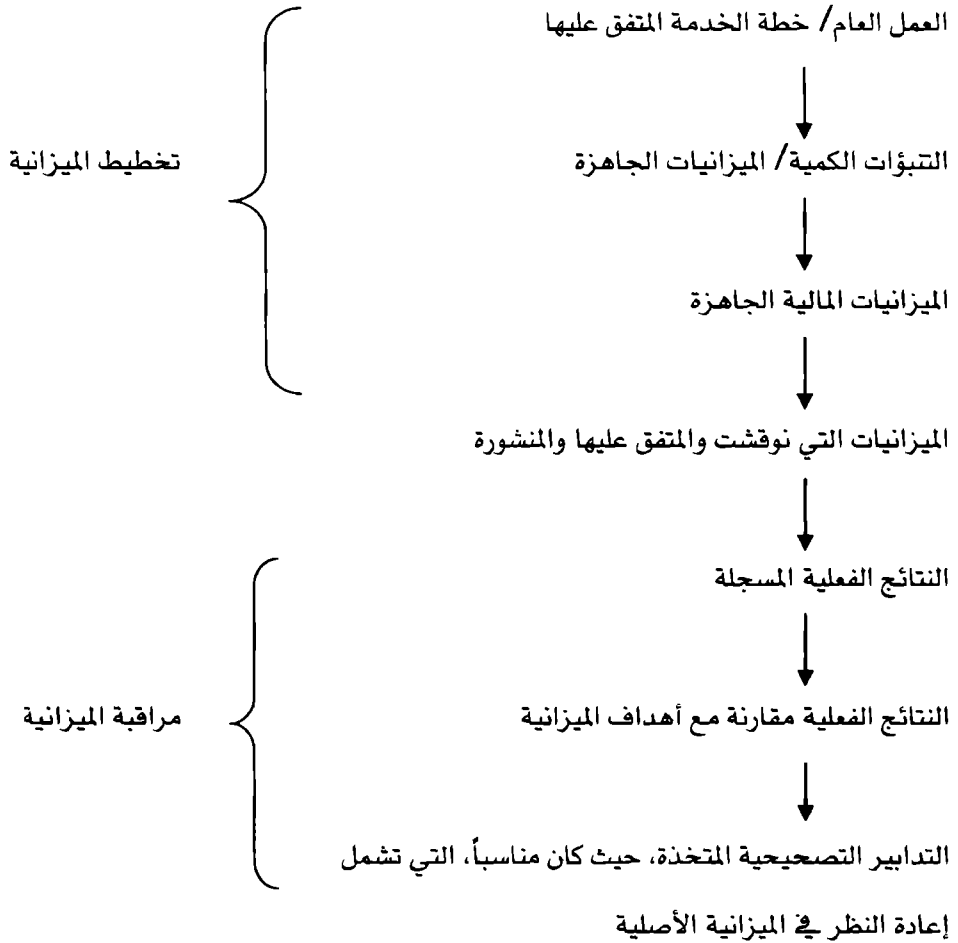 العمل العام/ خطة الخدمة المتفق عليها
التنبؤات الكمية/ الميزانيات الجاهزة
تخطيط الميزانية
الميزانيات المالية الجاهزة
الميزانيات التي نوقشت والمتفق عليها والمنشورة
النتائج الفعلية المسجلة
النتائج الفعلية مقارنة مع أهداف الميزانية
مراقبة الميزانية
التدابير التصحيحية المتخذة، حيث كان مناسباً، التي تشمل
إعادة النظر في الميزانية الأصلية